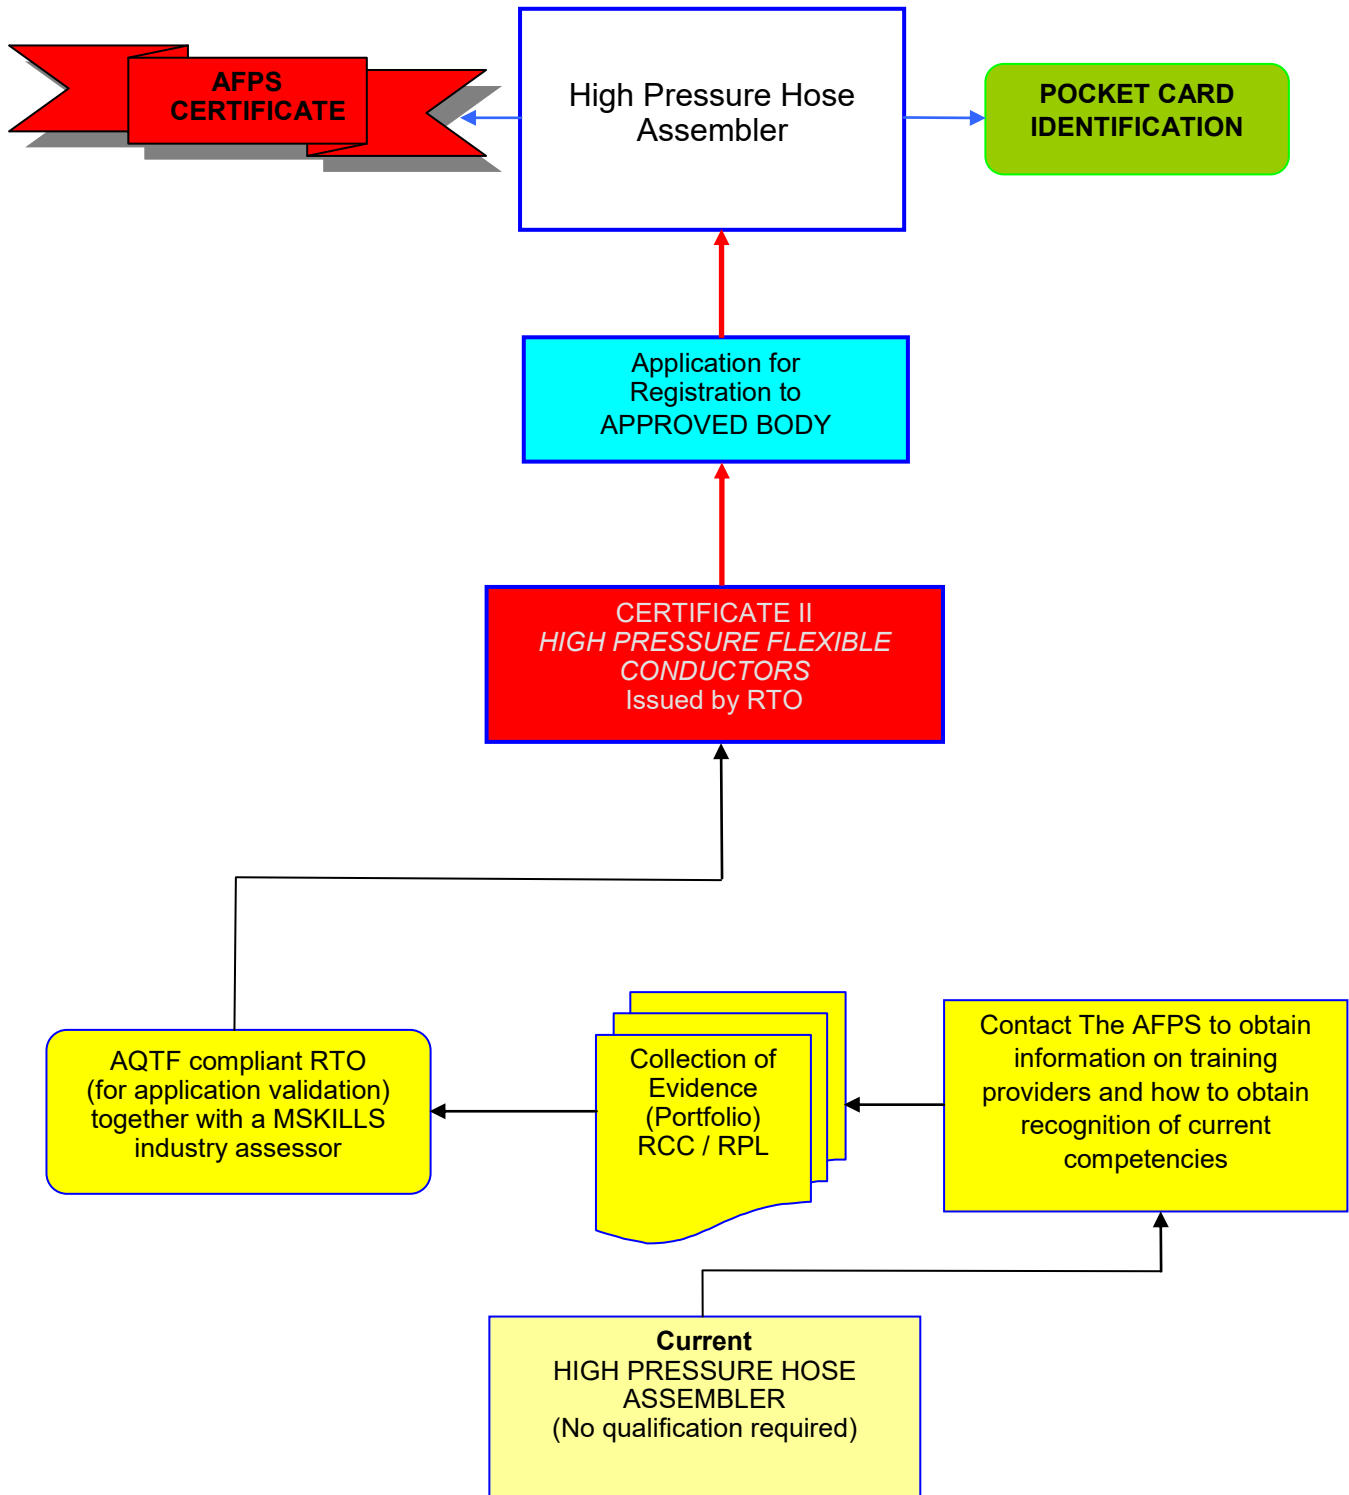 AFPS
CERTIFICATE
High Pressure Hose
Assembler
POCKET CARD
IDENTIFICATION
Application for
Registration to
APPROVED BODY
CERTIFICATE II
HIGH PRESSURE FLEXIBLE
CONDUCTORS
Issued by RTO
AQTF compliant RTO
(for application validation)
together with a MSKILLS
industry assessor
Collection of
Evidence
(Portfolio)
RCC / RPL
Contact The AFPS to obtain
information on training
providers and how to obtain
recognition of current
competencies
Current
HIGH PRESSURE HOSE
ASSEMBLER
(No qualification required)